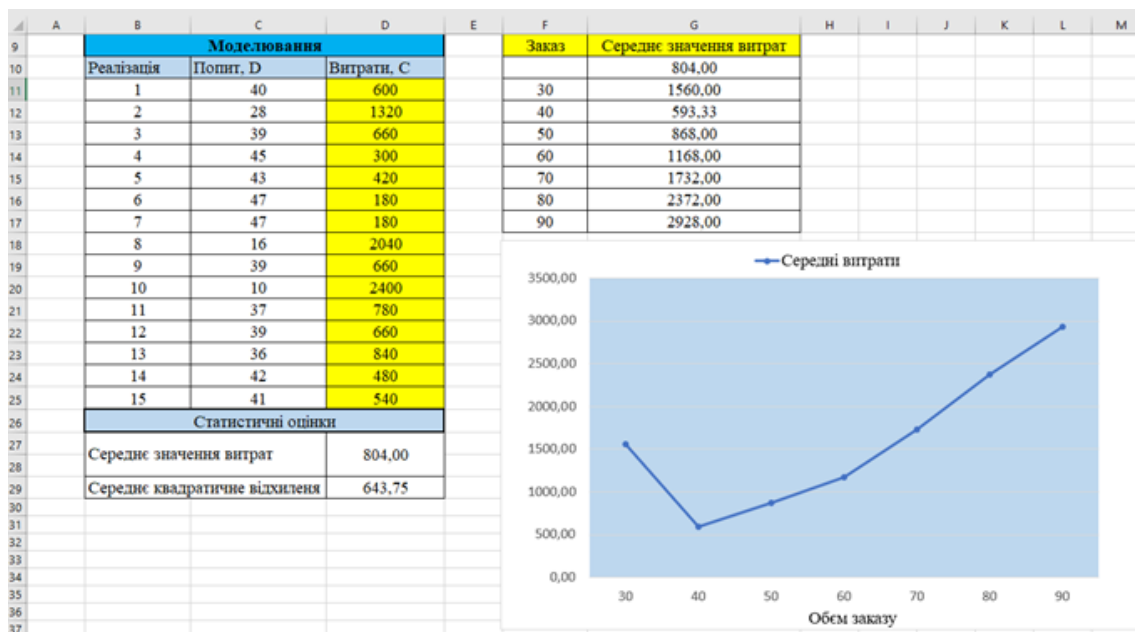 A B C D E F G H I J K L M
9 Моделювання Заказ Середнє значення витрат
10 Реалізація Попит, D Витрати, C 804,00
11 1 40 600 30 1560,00
12 2 28 1320 40 593,33
13 3 39 660 50 868,00
14 4 45 300 60 1168,00
15 5 43 420 70 1732,00
16 6 47 180 80 2372,00
17 7 47 180 90 2928,00
18 8 16 2040
19 9 39 660
20 10 10 2400
21 11 37 780
22 12 39 660
23 13 36 840
24 14 42 480
25 15 41 540
26 Статистичні оцінки
27 Середнє значення витрат 804,00
28
29 Середнє квадратичне відхиленя 643,75
30
31
32
33
34
35
36
37
Середні витрати
3500,00
3000,00
2500,00
2000,00
1500,00
1000,00
500,00
0,00
30 40 50 60 70 80 90
Обєм заказу